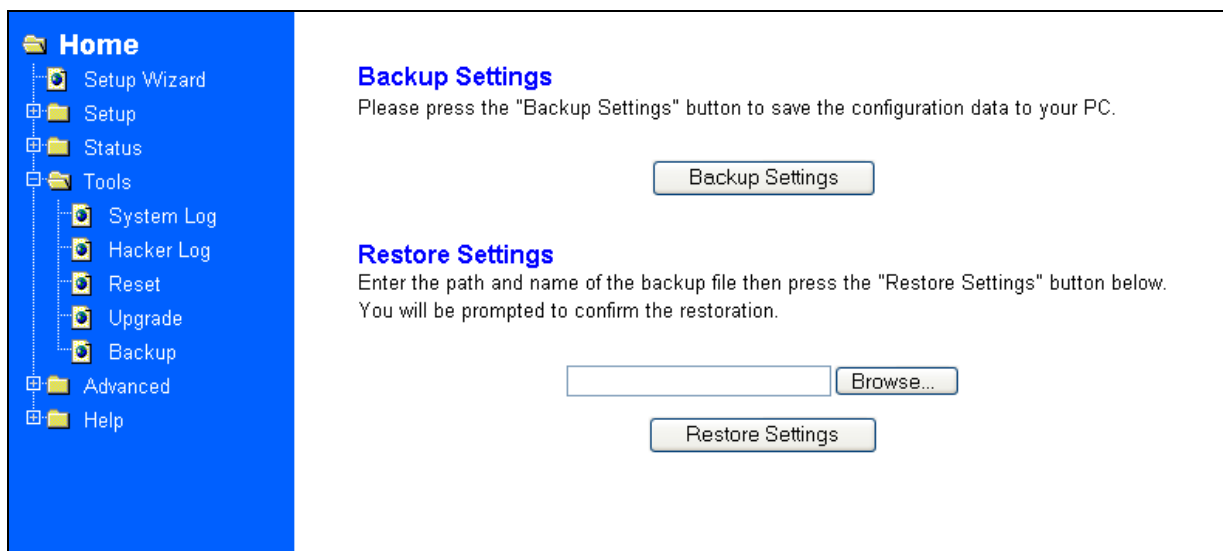 Home
Setup Wizard
Setup
Status
Tools
System Log
Hacker Log
Reset
Upgrade
Backup
Advanced
Help
Backup Settings
Please press the "Backup Settings" button to save the configuration data to your PC.
Backup Settings
Restore Settings
Enter the path and name of the backup file then press the "Restore Settings" button below.
You will be prompted to confirm the restoration.
Browse...
Restore Settings